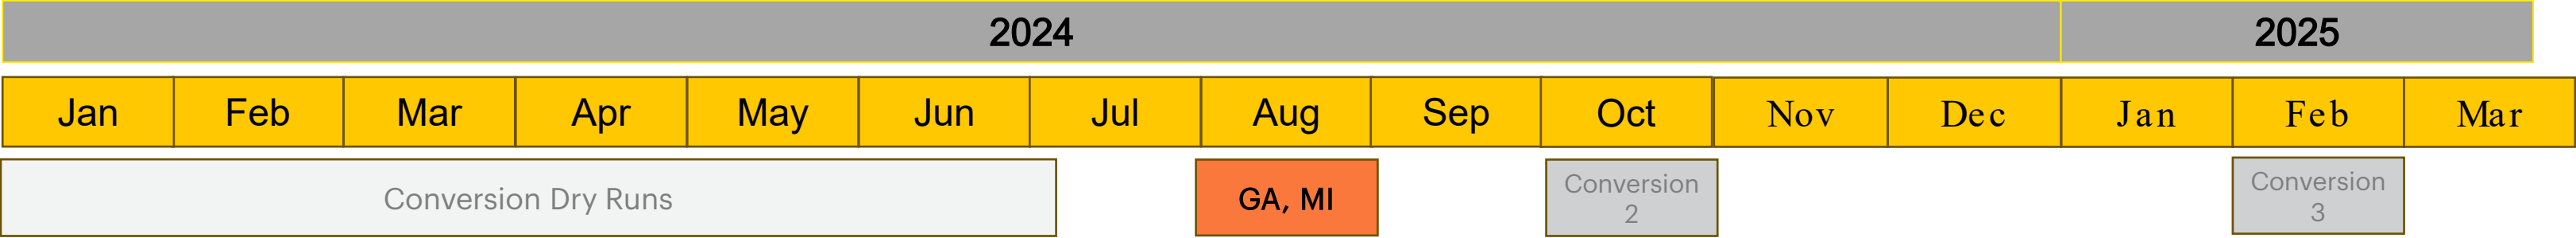 2024 2025
Jan Feb Mar Apr May Jun Jul Aug Sep Oct Nov Dec Jan Feb Mar
Conversion Dry Runs
GA, MI
Conversion
2
Conversion
3